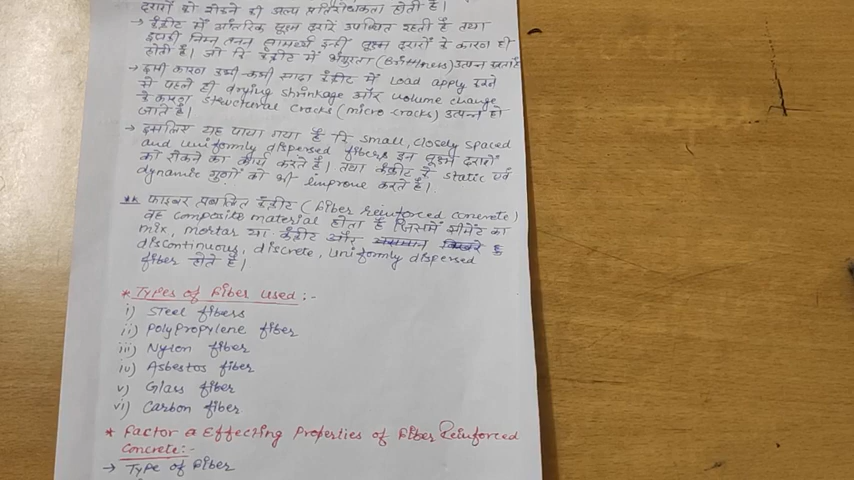 दरारों को रोकने की अल्प प्रतिरोधकता होती है।
→ कंक्रीट में आंतरिक सूक्ष्म दरारें उपस्थित रहती है तथा
इसकी निम्न तनन सामर्थ्य इन्हीं सूक्ष्म दरारों के कारण ही
होती है। जो कि कंक्रीट में भंगुरता (Brittleness) उत्पन्न करता है
→ इसी कारण कभी-कभी सादा कंक्रीट में Load apply करने
से पहले ही drying shrinkage और volume change
के कारण structural cracks (micro cracks) उत्पन्न हो
जाते है।
→ इसलिए यह पाया गया है कि small, closely spaced
and uniformly dispersed fibers इन सूक्ष्म दरारों
को रोकने का कार्य करते है। तथा कंक्रीट के static एवं
dynamic गुणों को भी improve करते है।
** फाइबर प्रबलित कंक्रीट (fiber reinforced concrete)
वह composite material होता है जिसमें सीमेंट का
mix, mortar या कंक्रीट और
discontinuous, discrete, uniformly dispersed
fiber होते है।
* Types of fiber used:-
i) Steel fibers
ii) Polypropylene fiber
iii) Nylon fiber
iv) Asbestos fiber
v) Glass fiber
vi) Carbon fiber
* Factor a Effecting Properties of fiber Reinforced
Concrete:-
→ Type of fiber